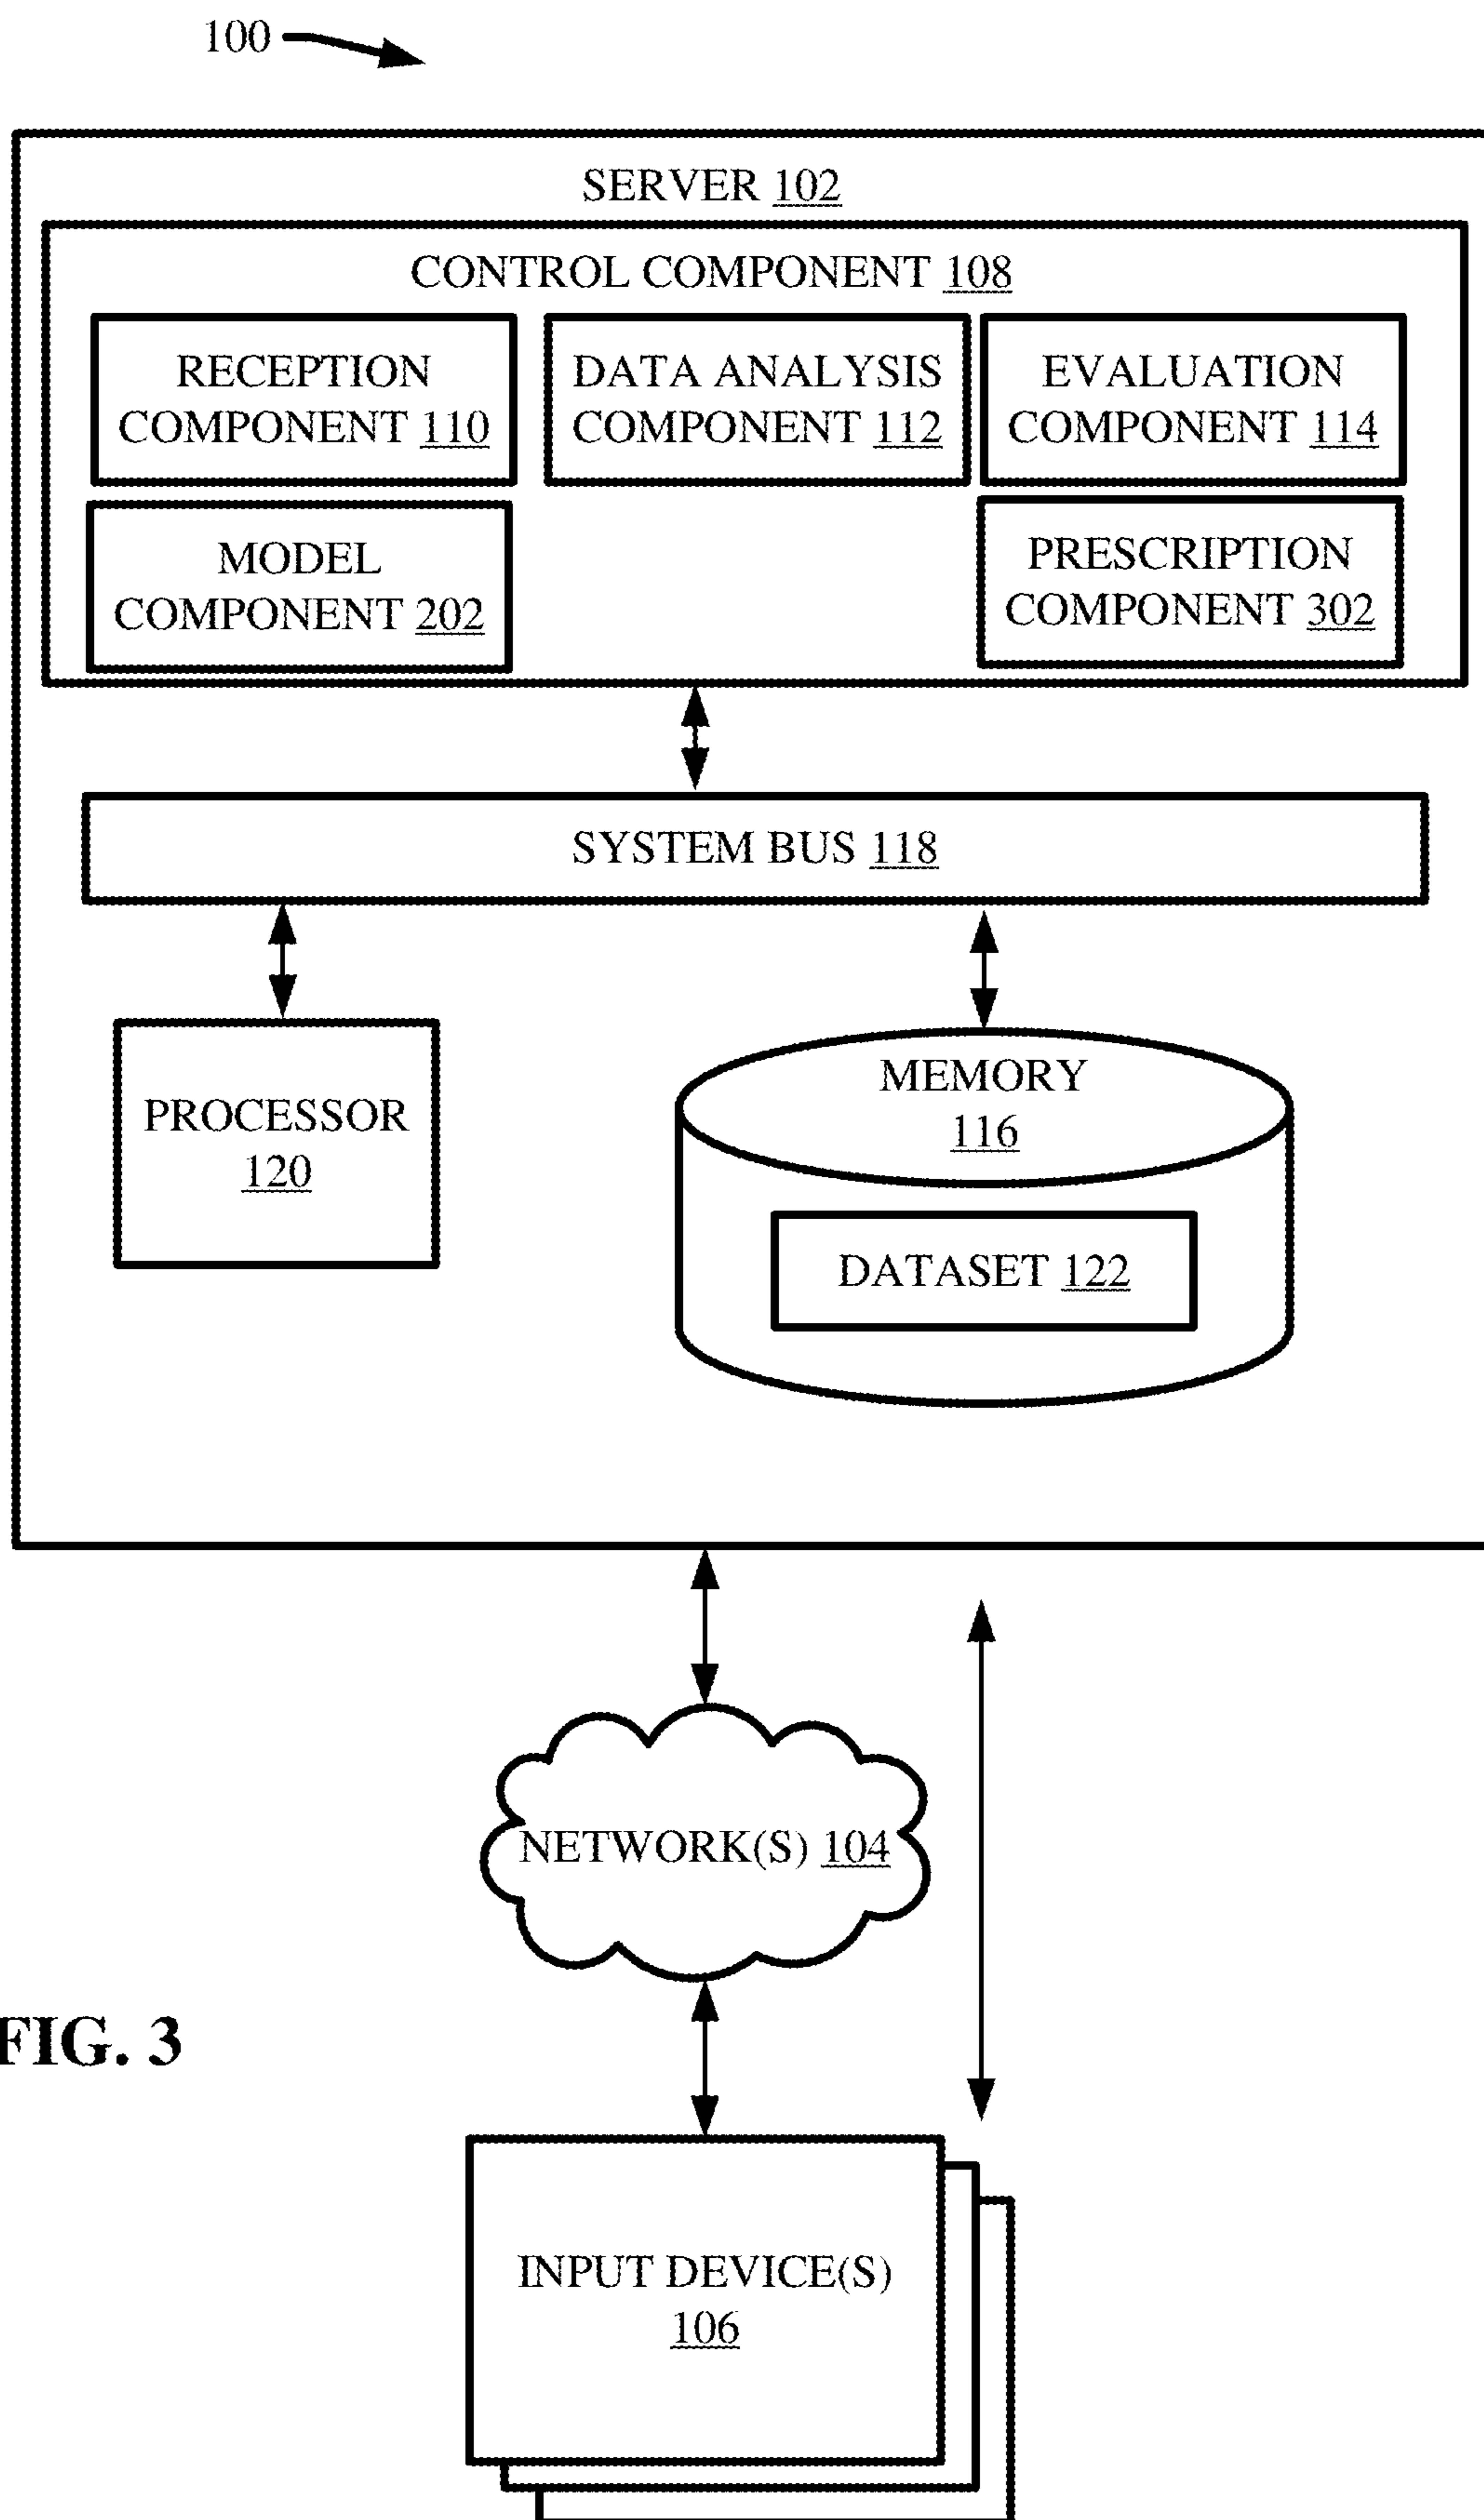 100
SERVER 102
CONTROL COMPONENT 108
RECEPTION
COMPONENT 110
DATA ANALYSIS
COMPONENT 112
EVALUATION
COMPONENT 114
MODEL
COMPONENT 202
PRESCRIPTION
COMPONENT 302
SYSTEM BUS 118
PROCESSOR
120
MEMORY
116
DATASET 122
NETWORK(S) 104
FIG. 3
INPUT DEVICE(S)
106